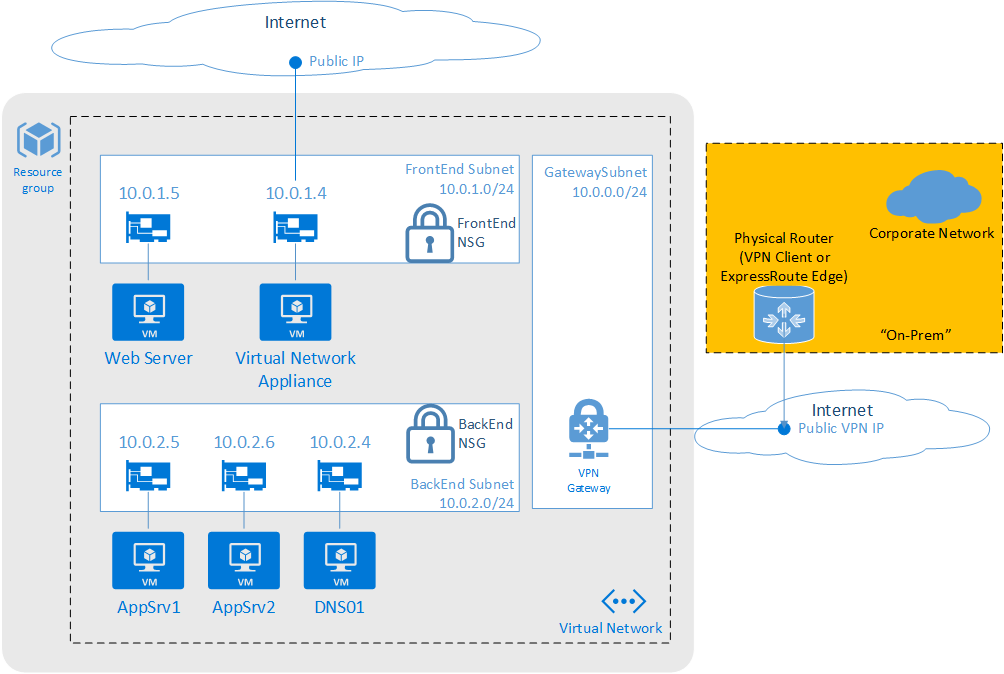 Internet
Public IP
Resource
group
FrontEnd Subnet
10.0.1.0/24
10.0.1.5
10.0.1.4
FrontEnd
NSG
VM
Web Server
VM
Virtual Network
Appliance
GatewaySubnet
10.0.0.0/24
VPN
Gateway
BackEnd
NSG
10.0.2.5
10.0.2.6
10.0.2.4
BackEnd Subnet
10.0.2.0/24
VM
AppSrv1
VM
AppSrv2
VM
DNS01
Virtual Network
Corporate Network
Physical Router
(VPN Client or
ExpressRoute Edge)
“On-Prem”
Internet
Public VPN IP